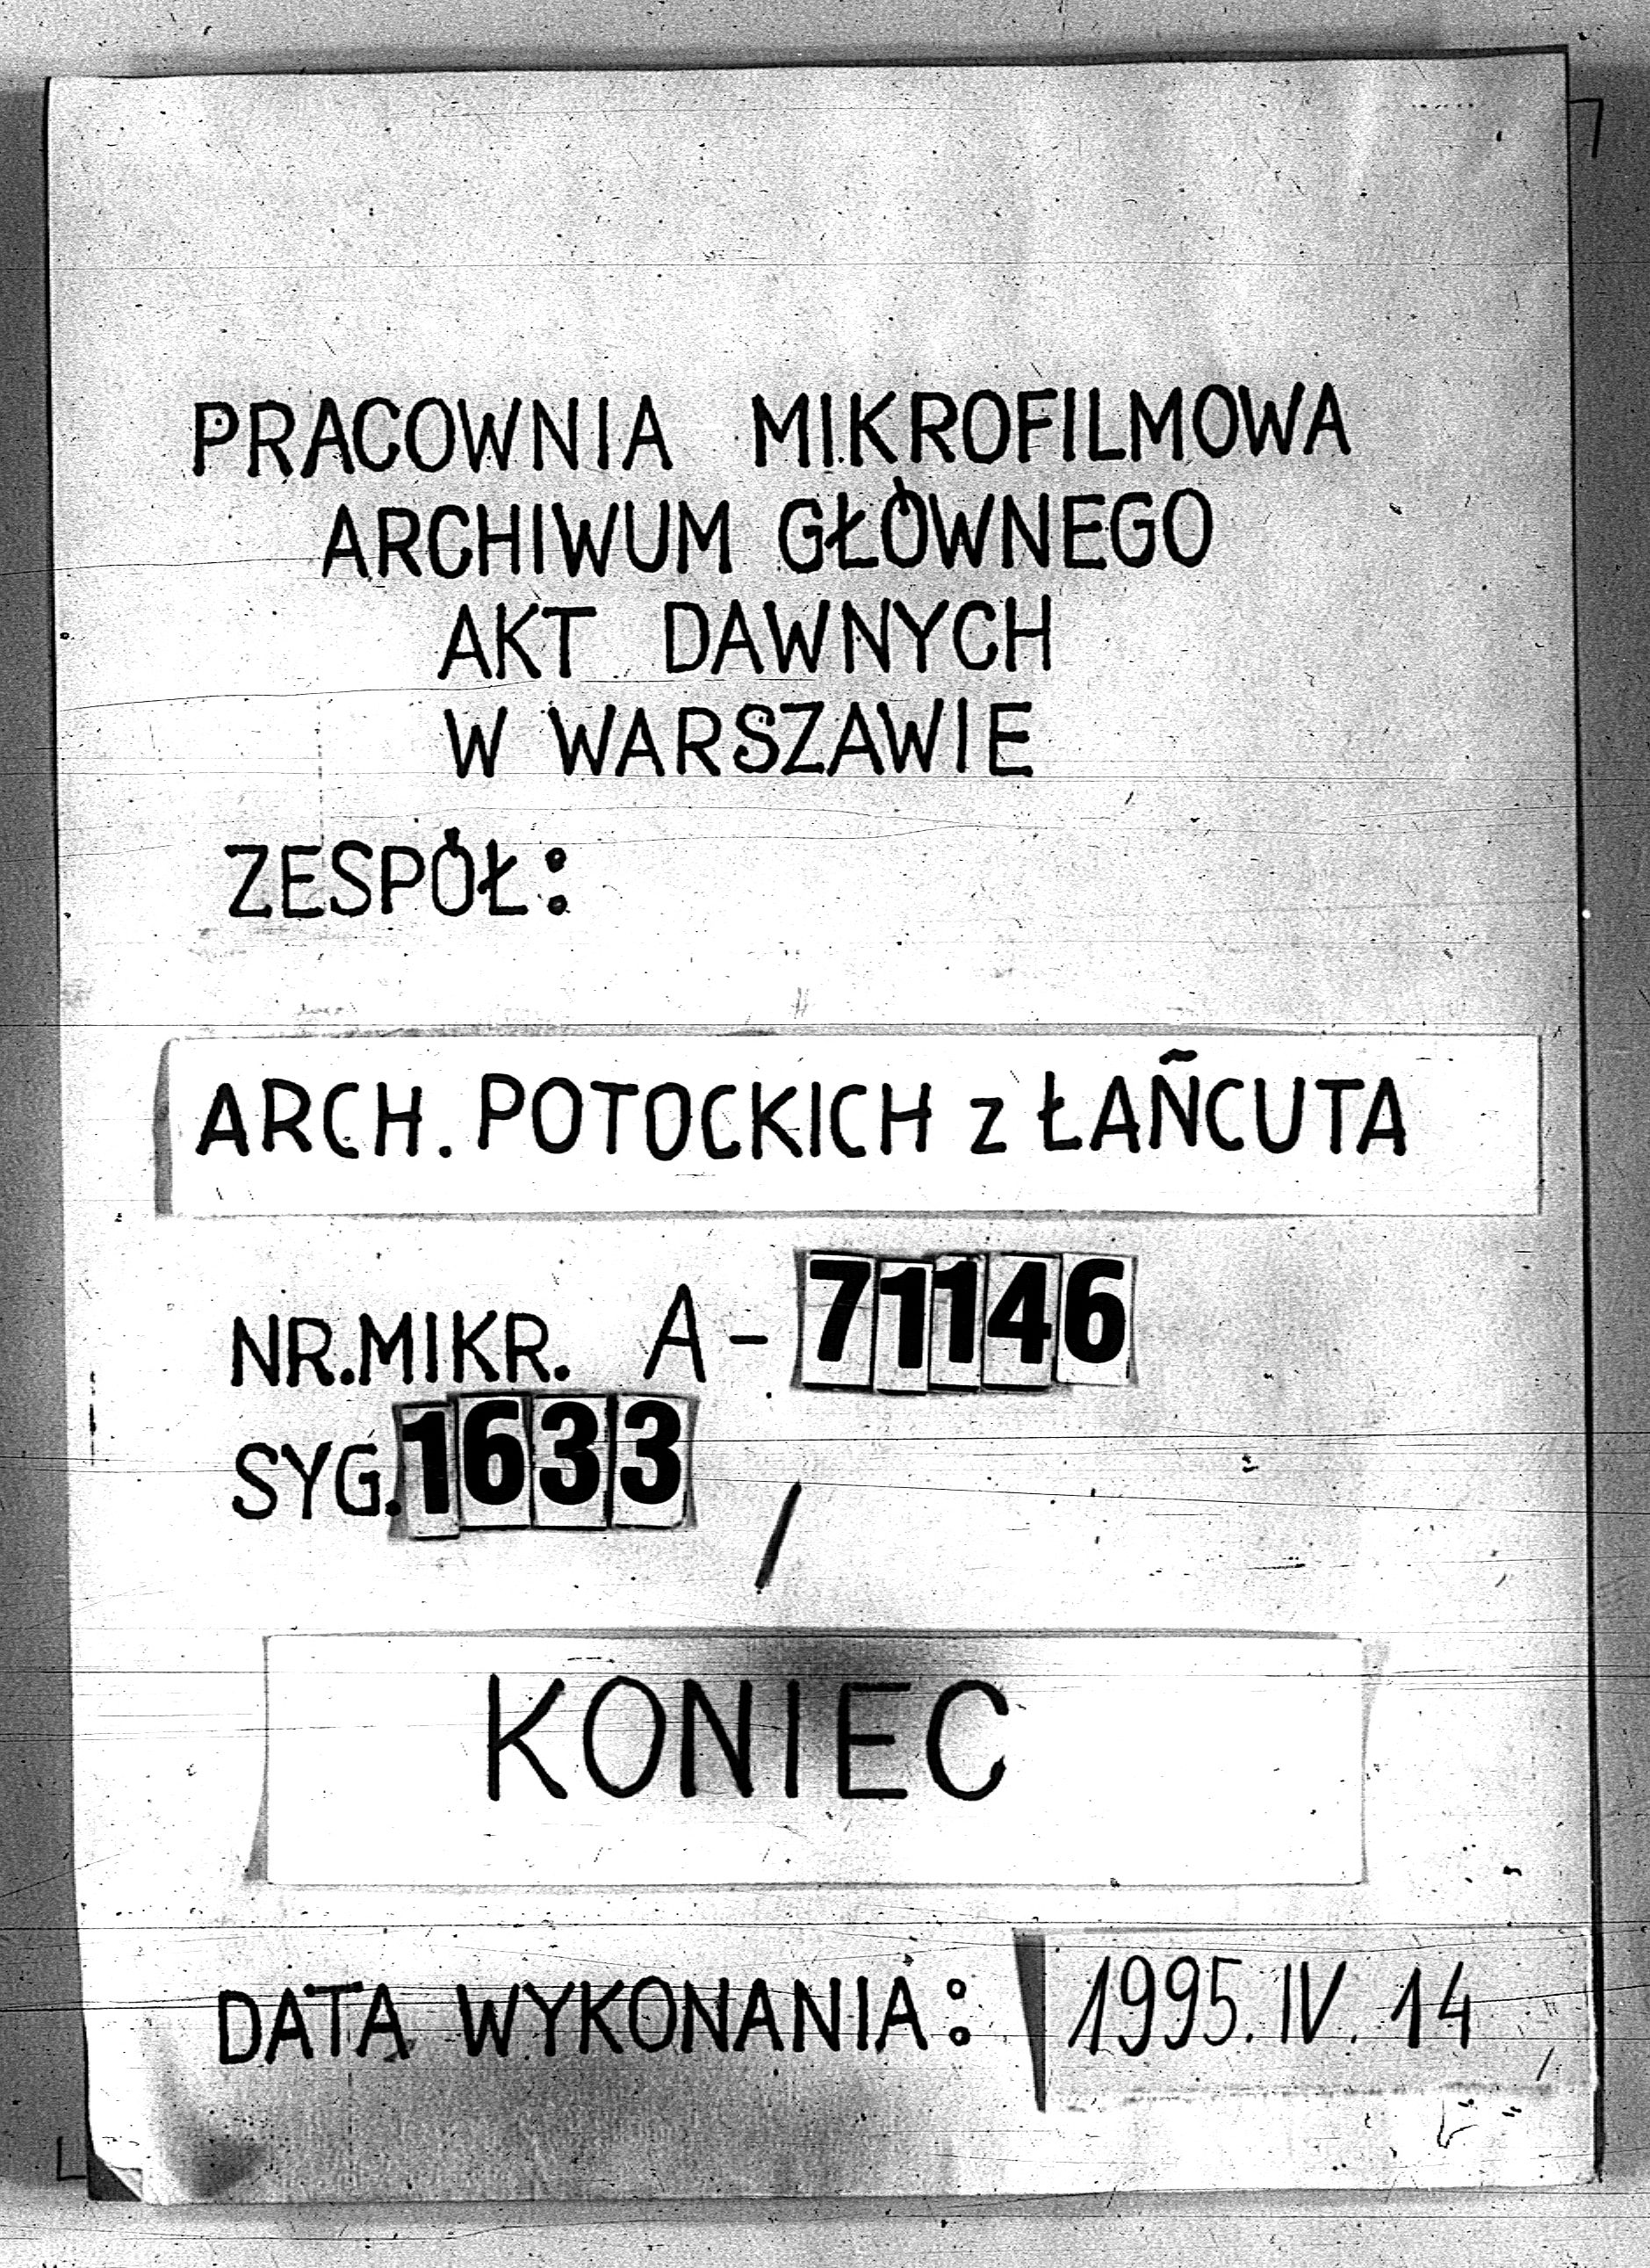 PRACOWNIA MIKROFILMOWA
ARCHIWUM GŁÓWNEGO
AKT DAWNYCH
W WARSZAWIE
ZESPÓŁ:
ARCH. POTOCKICH z ŁAŃCUTA
NR.MIKR. A-71146
SYG.1633 /
KONIEC
DATA WYKONANIA: 1995.IV.14